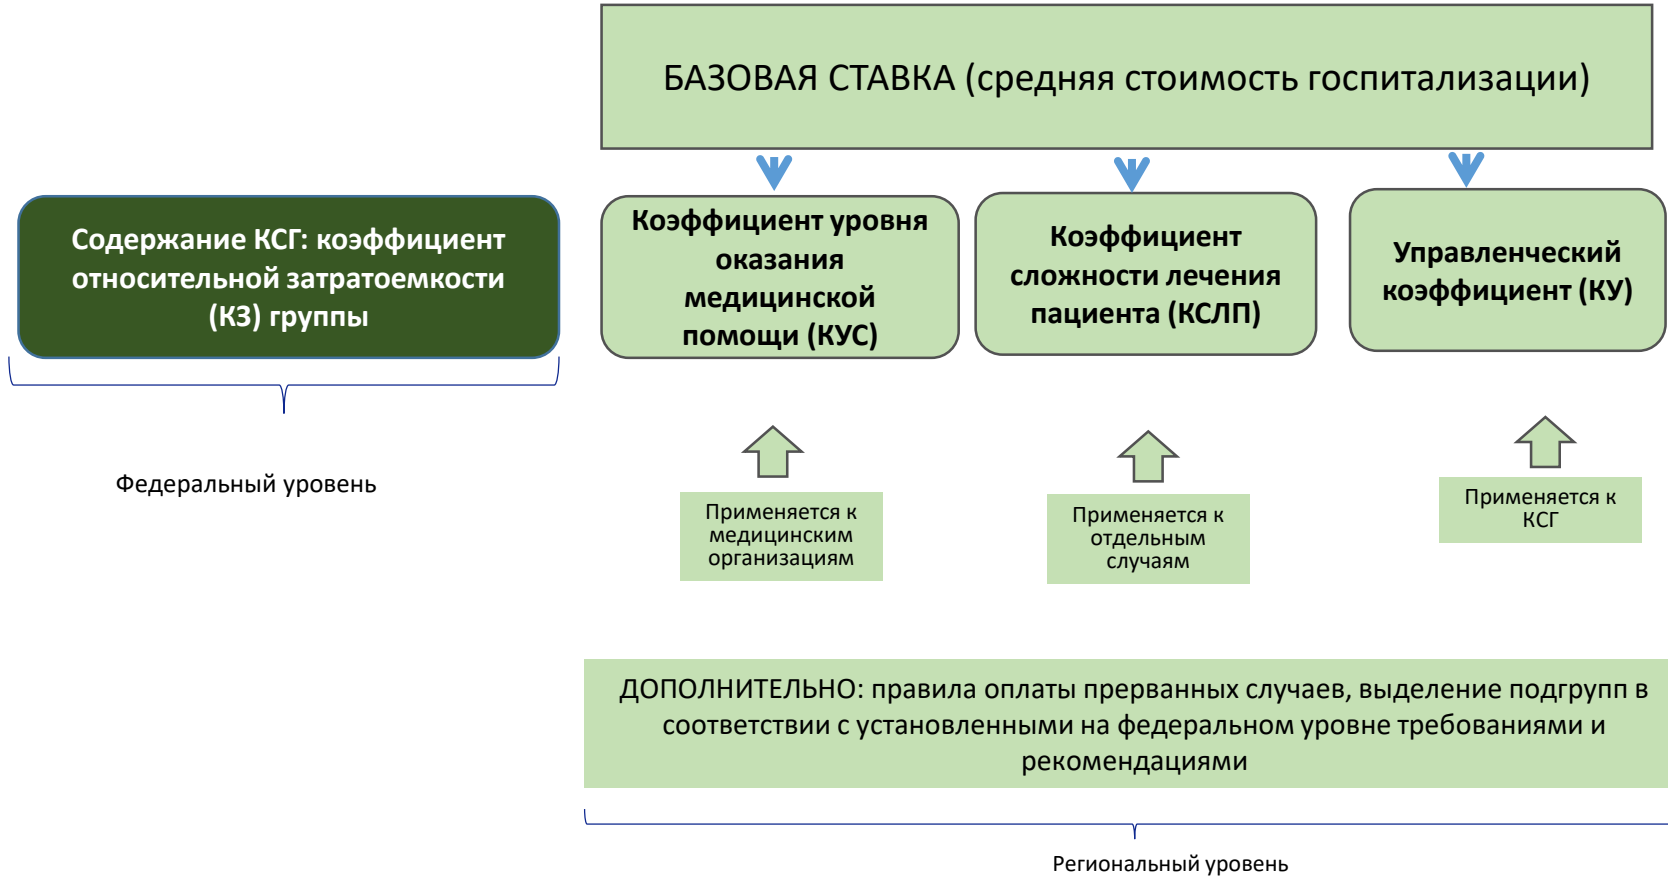 БАЗОВАЯ СТАВКА (средняя стоимость госпитализации)
Содержание КСГ: коэффициент
относительной затратоемкости
(КЗ) группы
Коэффициент уровня
оказания
медицинской
помощи (КУС)
Коэффициент
сложности лечения
пациента (КСЛП)
Управленческий
коэффициент (КУ)
Федеральный уровень
Применяется к
медицинским
организациям
Применяется к
отдельным
случаям
Применяется к
КСГ
ДОПОЛНИТЕЛЬНО: правила оплаты прерванных случаев, выделение подгрупп в
соответствии с установленными на федеральном уровне требованиями и
рекомендациями
Региональный уровень